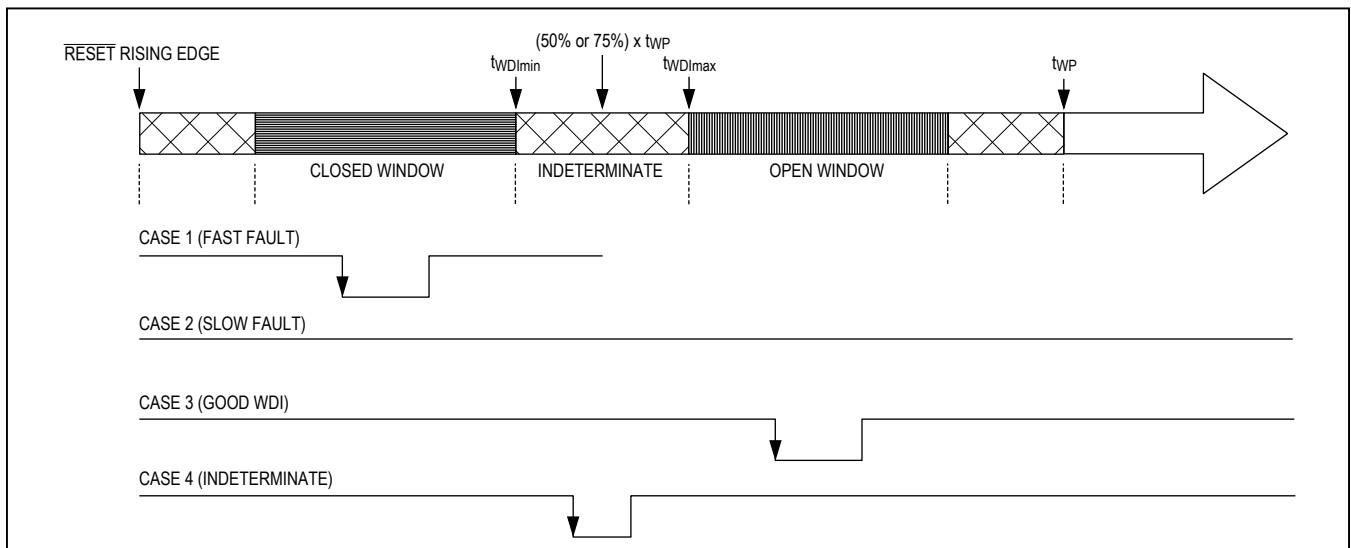 RESET RISING EDGE
(50% or 75%) x tWP
tWDImin
tWDImax
tWP
CLOSED WINDOW
INDETERMINATE
OPEN WINDOW
CASE 1 (FAST FAULT)
CASE 2 (SLOW FAULT)
CASE 3 (GOOD WDI)
CASE 4 (INDETERMINATE)